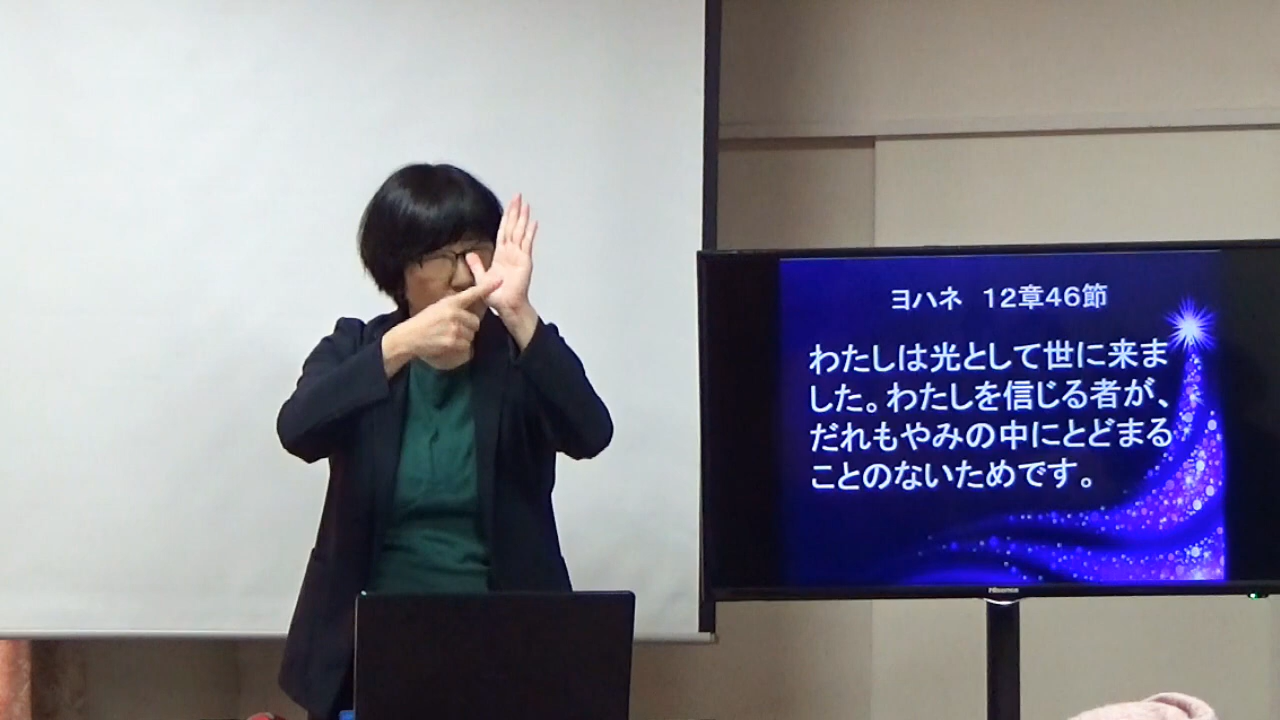 ヨハネ　12章46節
わたしは光として世に来ま
した。わたしを信じる者が、
だれもやみの中にとどまる
ことのないためです。
Hisense